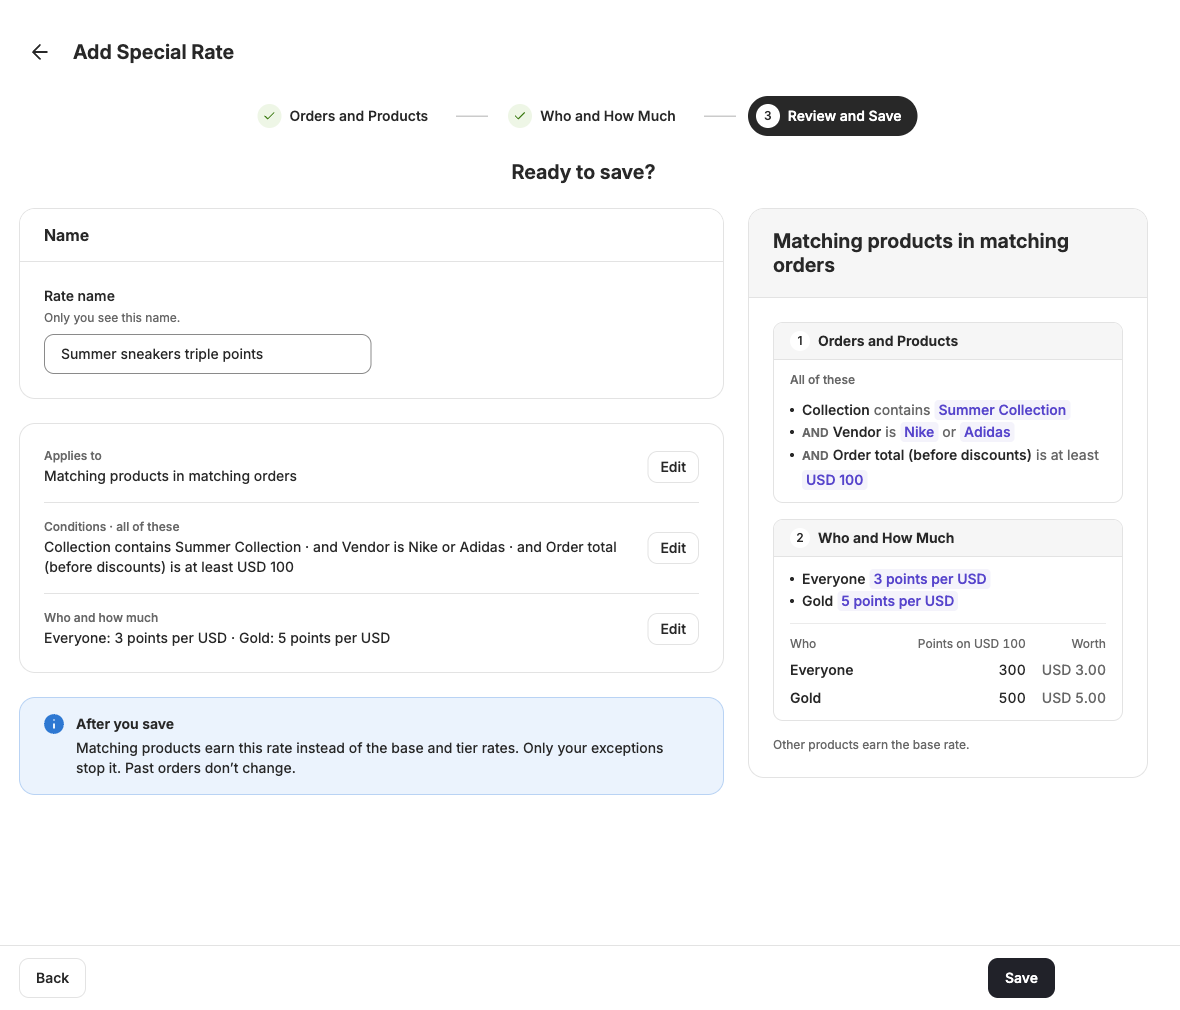 Add Special Rate
Orders and Products
Who and How Much
3 Review and Save
Ready to save?
Name
Rate name
Only you see this name.
Summer sneakers triple points
Applies to
Matching products in matching orders
Edit
Conditions · all of these
Collection contains Summer Collection · and Vendor is Nike or Adidas · and Order total
(before discounts) is at least USD 100
Edit
Who and how much
Everyone: 3 points per USD · Gold: 5 points per USD
Edit
After you save
Matching products earn this rate instead of the base and tier rates. Only your exceptions
stop it. Past orders don’t change.
Matching products in matching
orders
1 Orders and Products
All of these
• Collection contains Summer Collection
• AND Vendor is Nike or Adidas
• AND Order total (before discounts) is at least
USD 100
2 Who and How Much
• Everyone 3 points per USD
• Gold 5 points per USD
Who Points on USD 100 Worth
Everyone 300 USD 3.00
Gold 500 USD 5.00
Other products earn the base rate.
Back
Save